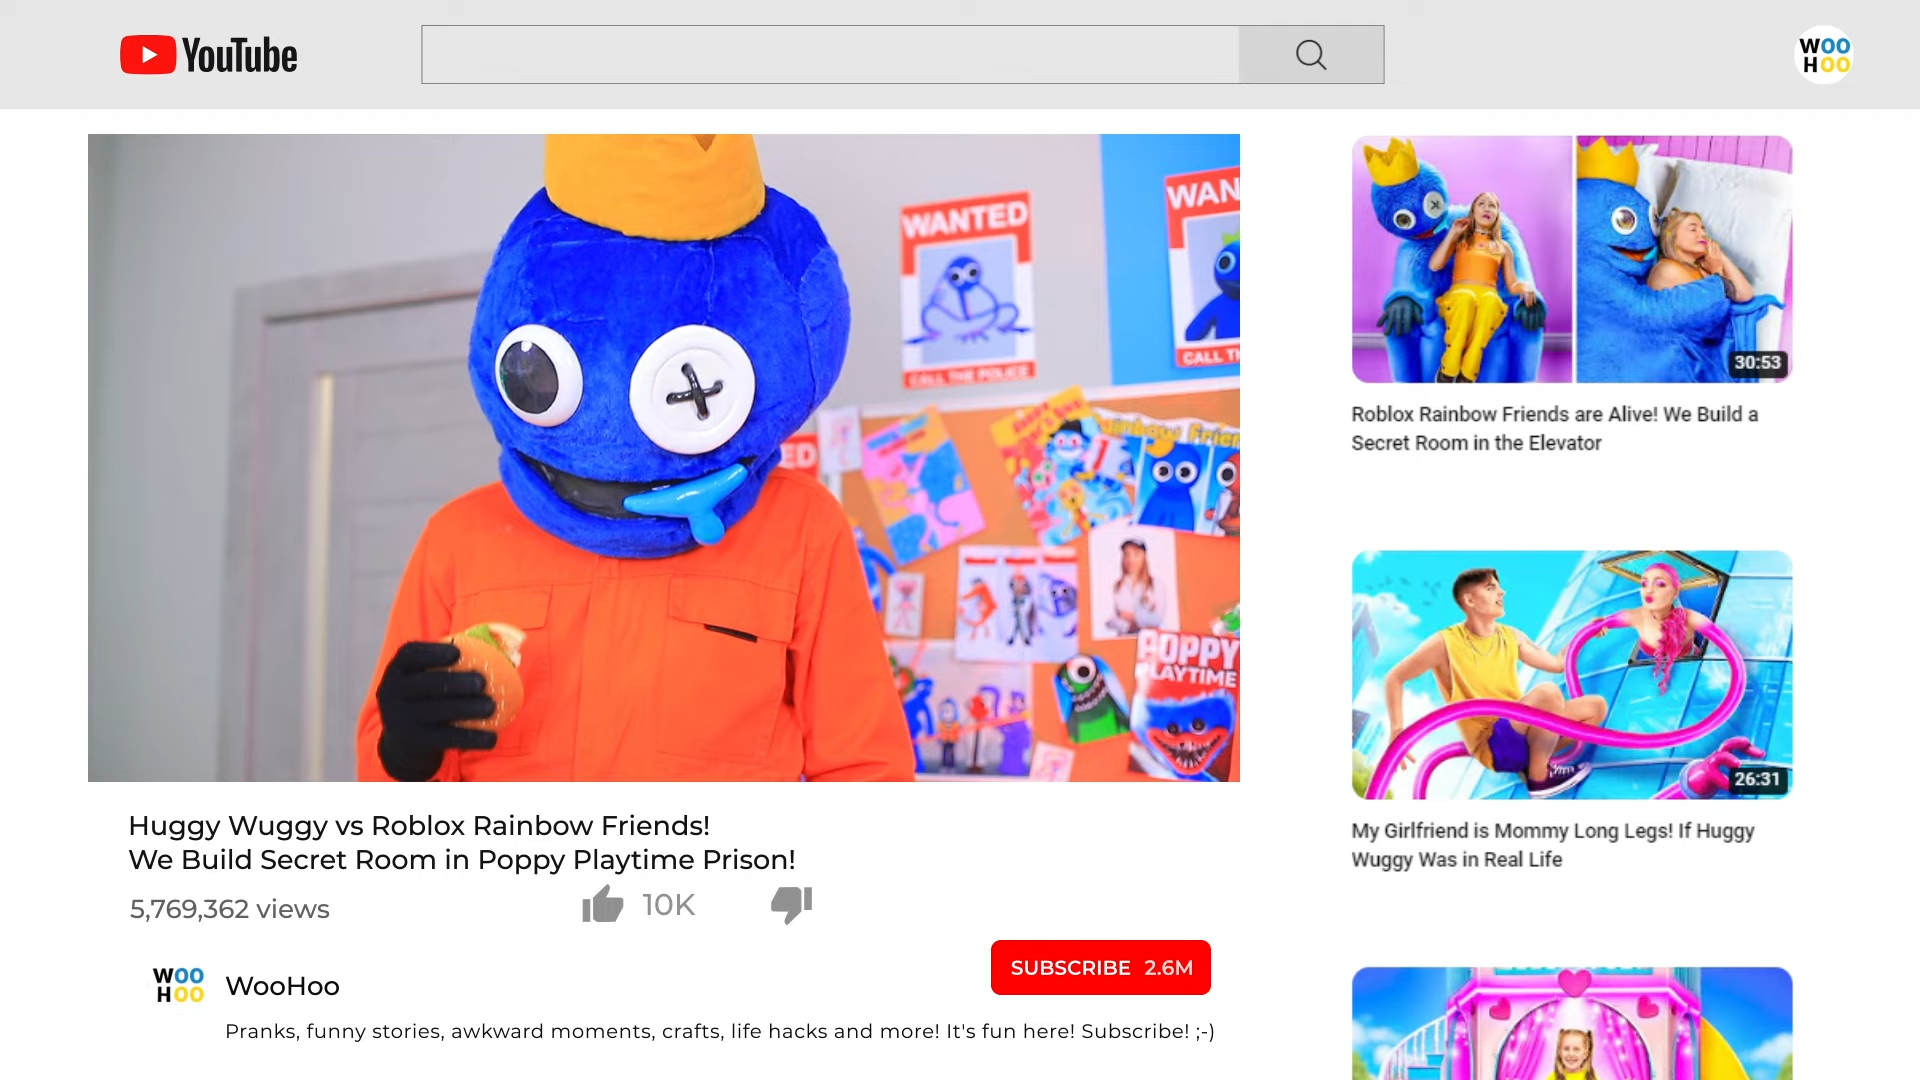 YouTube
WOO
HOO
WANTED
CALL THE POLICE
WAN
CALL TH
ED
POPPY
PLAYTIME
30:53
Roblox Rainbow Friends are Alive! We Build a
Secret Room in the Elevator
26:31
My Girlfriend is Mommy Long Legs! If Huggy
Wuggy Was in Real Life
Huggy Wuggy vs Roblox Rainbow Friends!
We Build Secret Room in Poppy Playtime Prison!
5,769,362 views
10K
SUBSCRIBE 2.6M
WOO
HOO
WooHoo
Pranks, funny stories, awkward moments, crafts, life hacks and more! It's fun here! Subscribe! ;-)